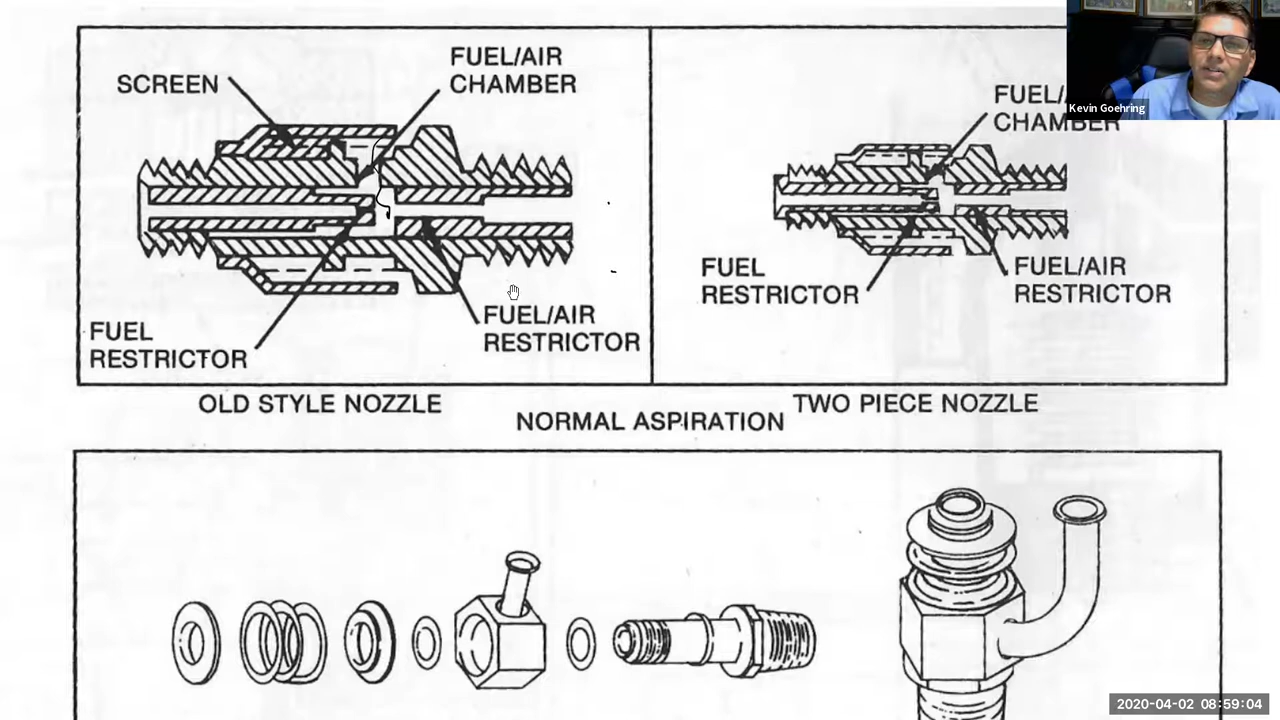 SCREEN
FUEL/AIR
CHAMBER
FUEL
RESTRICTOR
FUEL/AIR
RESTRICTOR
OLD STYLE NOZZLE
NORMAL ASPIRATION
FUEL/
CHAMBER
FUEL
RESTRICTOR
FUEL/AIR
RESTRICTOR
TWO PIECE NOZZLE
Kevin Goehring
2020-04-02 08:59:04